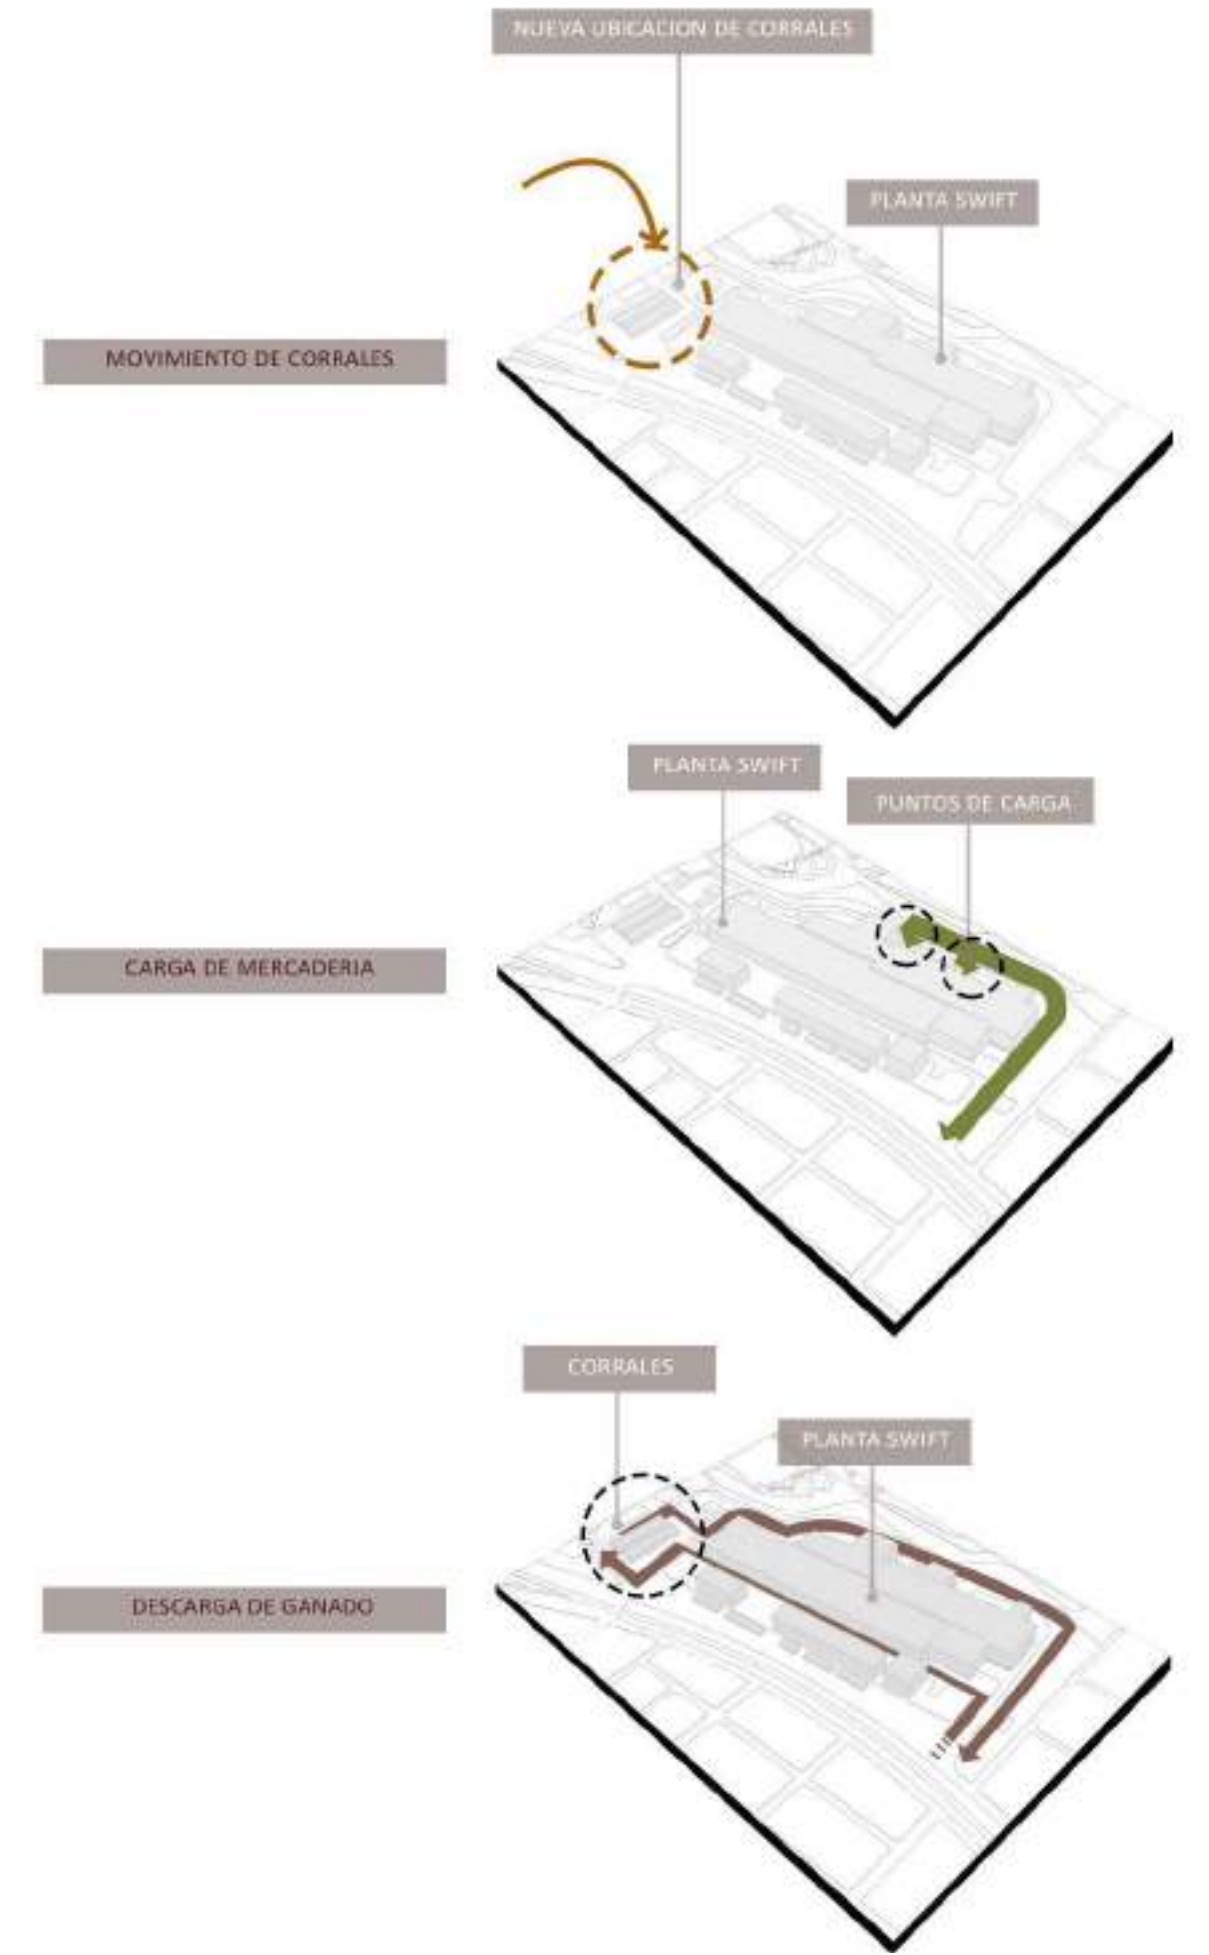 NUEVA UBICACION DE CORRALES
PLANTA SWIFT
MOVIMIENTO DE CORRALES
PLANTA SWIFT
PUNTOS DE CARGA
CARGA DE MERCADERIA
CORRALES
PLANTA SWIFT
DESCARGA DE GANADO